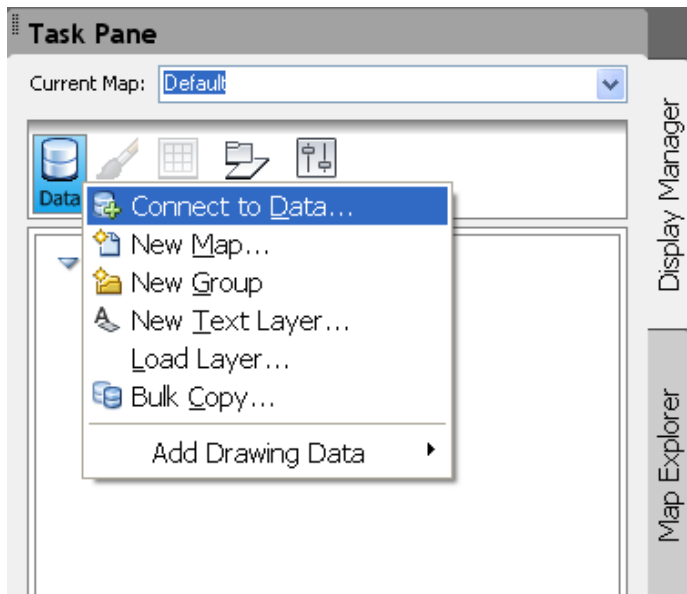 Task Pane
Current Map: Default
Data
Connect to Data...
New Map...
New Group
New Text Layer...
Load Layer...
Bulk Copy...
Add Drawing Data
Display Manager
Map Explorer